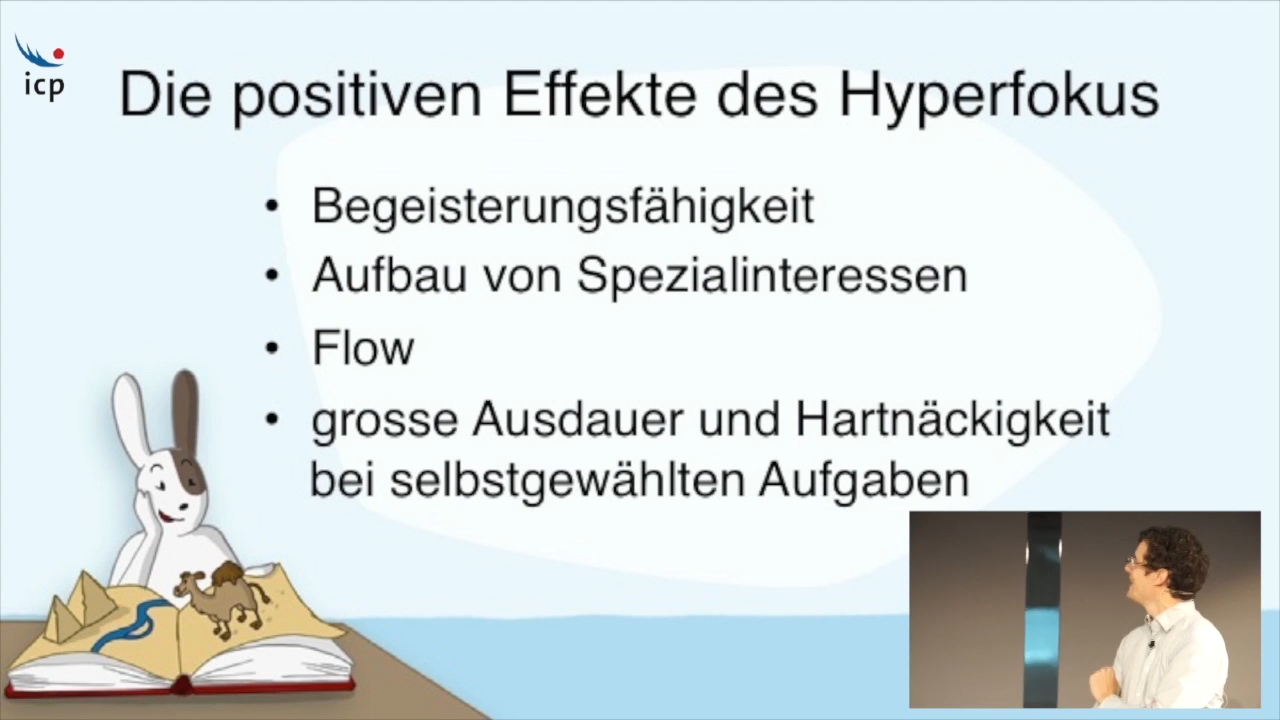 icp
Die positiven Effekte des Hyperfokus
• Begeisterungsfähigkeit
• Aufbau von Spezialinteressen
• Flow
• grosse Ausdauer und Hartnäckigkeit
bei selbstgewählten Aufgaben